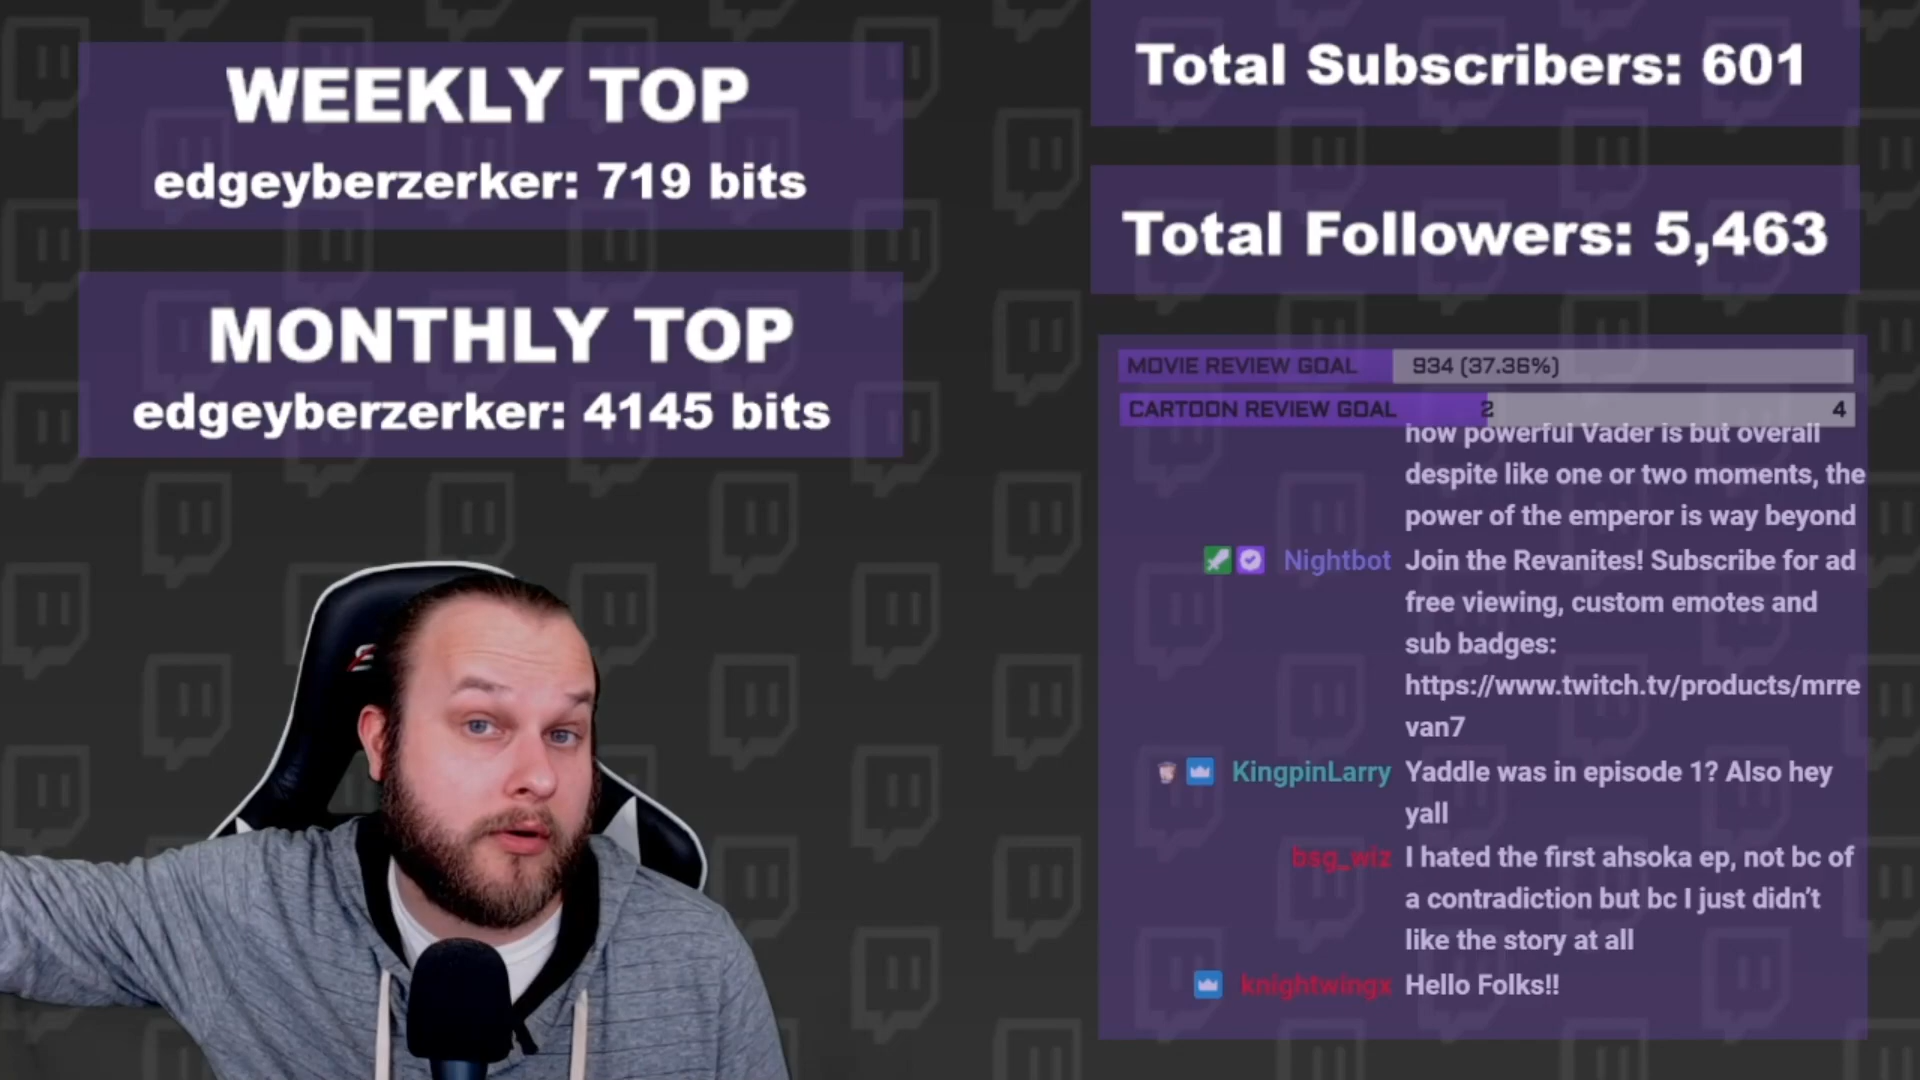 WEEKLY TOP
edgeyberzerker: 719 bits
MONTHLY TOP
edgeyberzerker: 4145 bits
Total Subscribers: 601
Total Followers: 5,463
MOVIE REVIEW GOAL 934 (37.36%)
CARTOON REVIEW GOAL 2 4
how powerful Vader is but overall
despite like one or two moments, the
power of the emperor is way beyond
Nightbot Join the Revanites! Subscribe for ad
free viewing, custom emotes and
sub badges:
https://www.twitch.tv/products/mrre
van7
KingpinLarry Yaddle was in episode 1? Also hey
yall
bsg_wiz I hated the first ahsoka ep, not bc of
a contradiction but bc I just didn’t
like the story at all
knightwingx Hello Folks!!